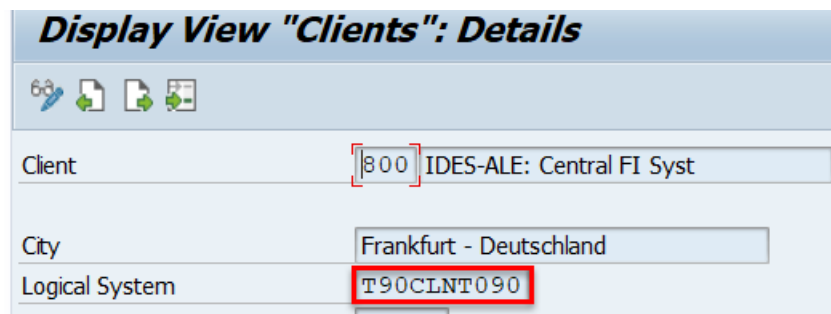 Display View "Clients": Details
Client 800 IDES-ALE: Central FI Syst
City Frankfurt - Deutschland
Logical System T90CLNT090